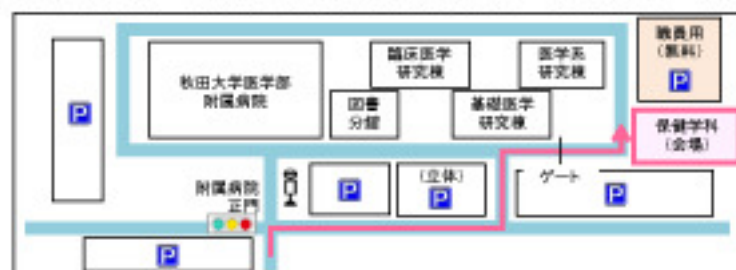 職員用
(無料)
P
臨床医学
研究棟
医学系
研究棟
秋田大学医学部
附属病院
P
図書
分館
基礎医学
研究棟
保健学科
(会場)
附属病院
正門
P
(立体)
P
ゲート
P
P